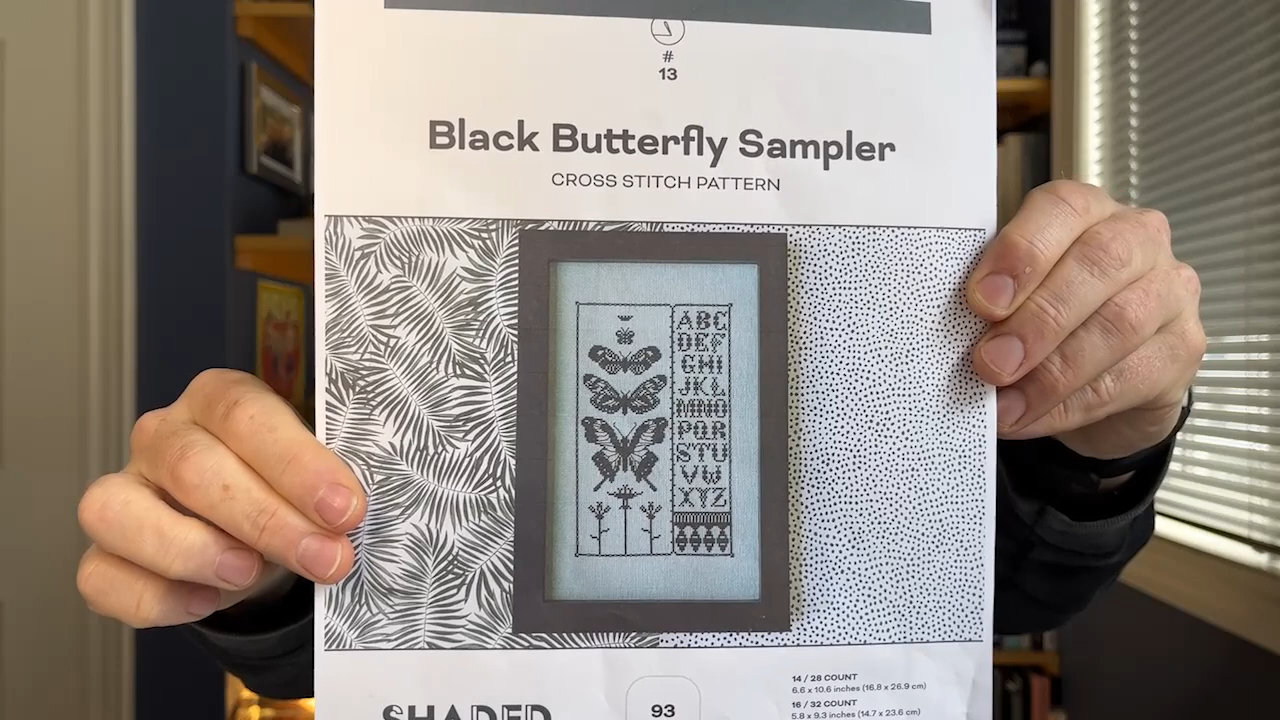 #
13
Black Butterfly Sampler
CROSS STITCH PATTERN
ABC
DEF
GHI
JKL
MNO
PQR
STU
VW
XYZ
SHADED
93
14 / 28 COUNT
6.6 x 10.6 inches (16.8 x 26.9 cm)
16 / 32 COUNT
5.8 x 9.3 inches (14.7 x 23.6 cm)